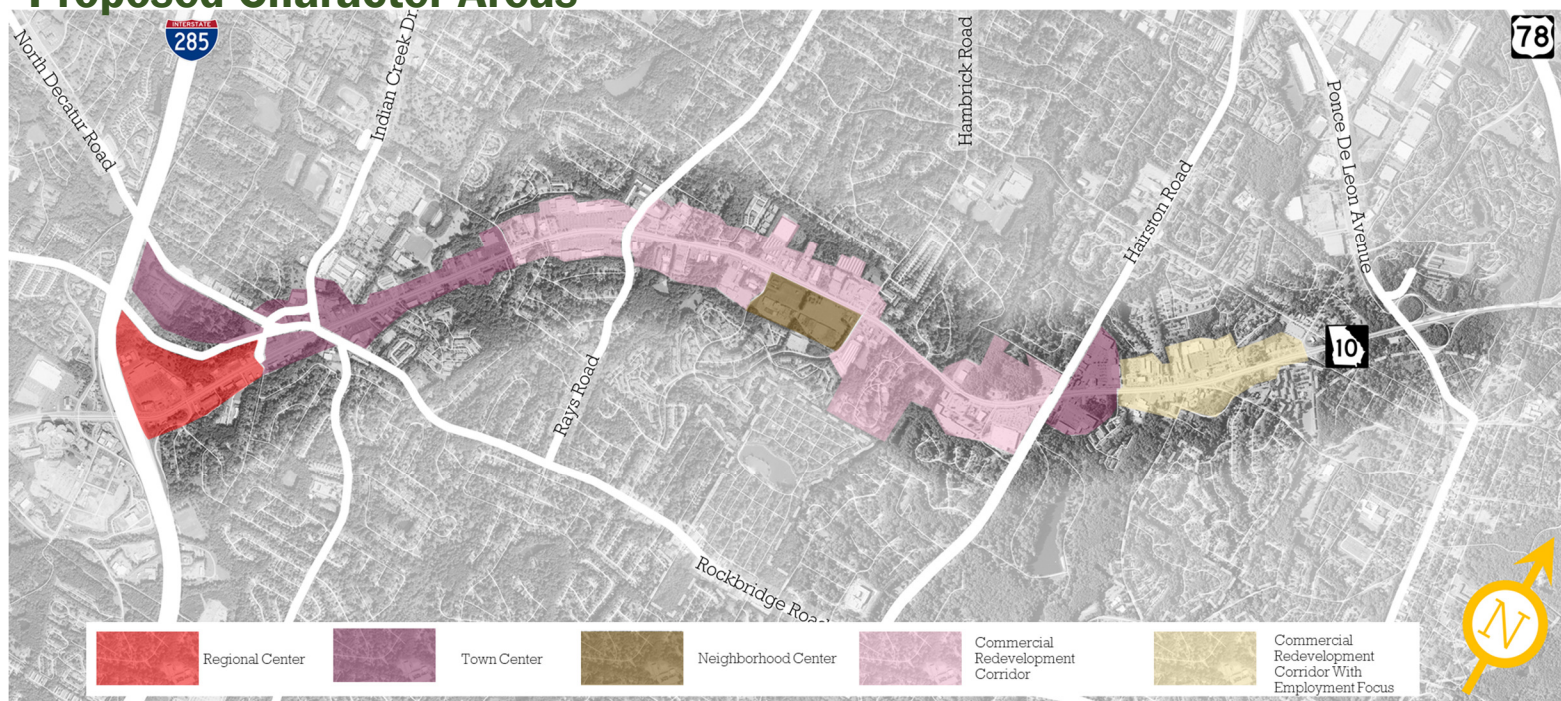 Proposed Character Areas
INTERSTATE
285
78
North Decatur Road
Indian Creek Dr
Hambrick Road
Ponce De Leon Avenue
Hairston Road
10
Rays Road
Rockbridge Road
N
Regional Center
Town Center
Neighborhood Center
Commercial
Redevelopment
Corridor
Commercial
Redevelopment
Corridor With
Employment Focus